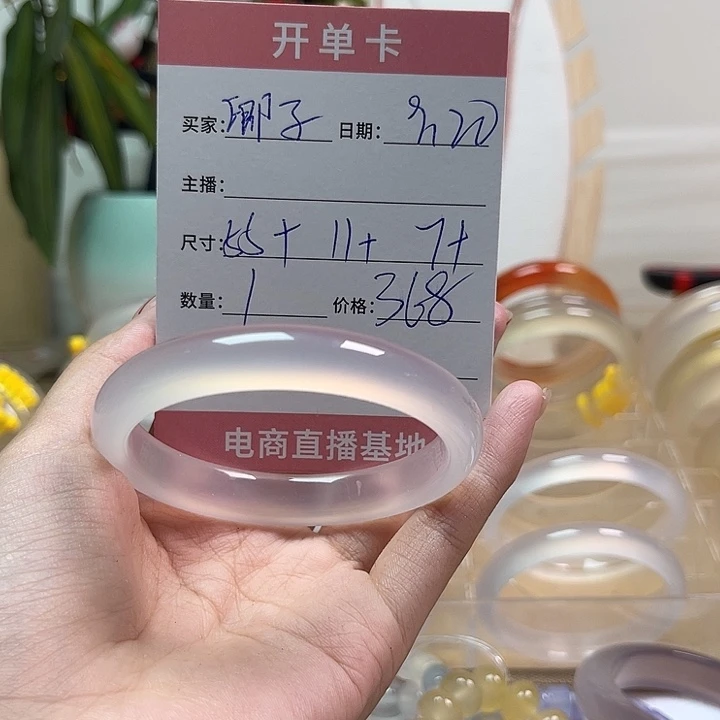 开单卡
买家：椰子 日期：9.20
主播：
尺寸：55+ 11+ 7+
数量：1 价格：368
电商直播基地